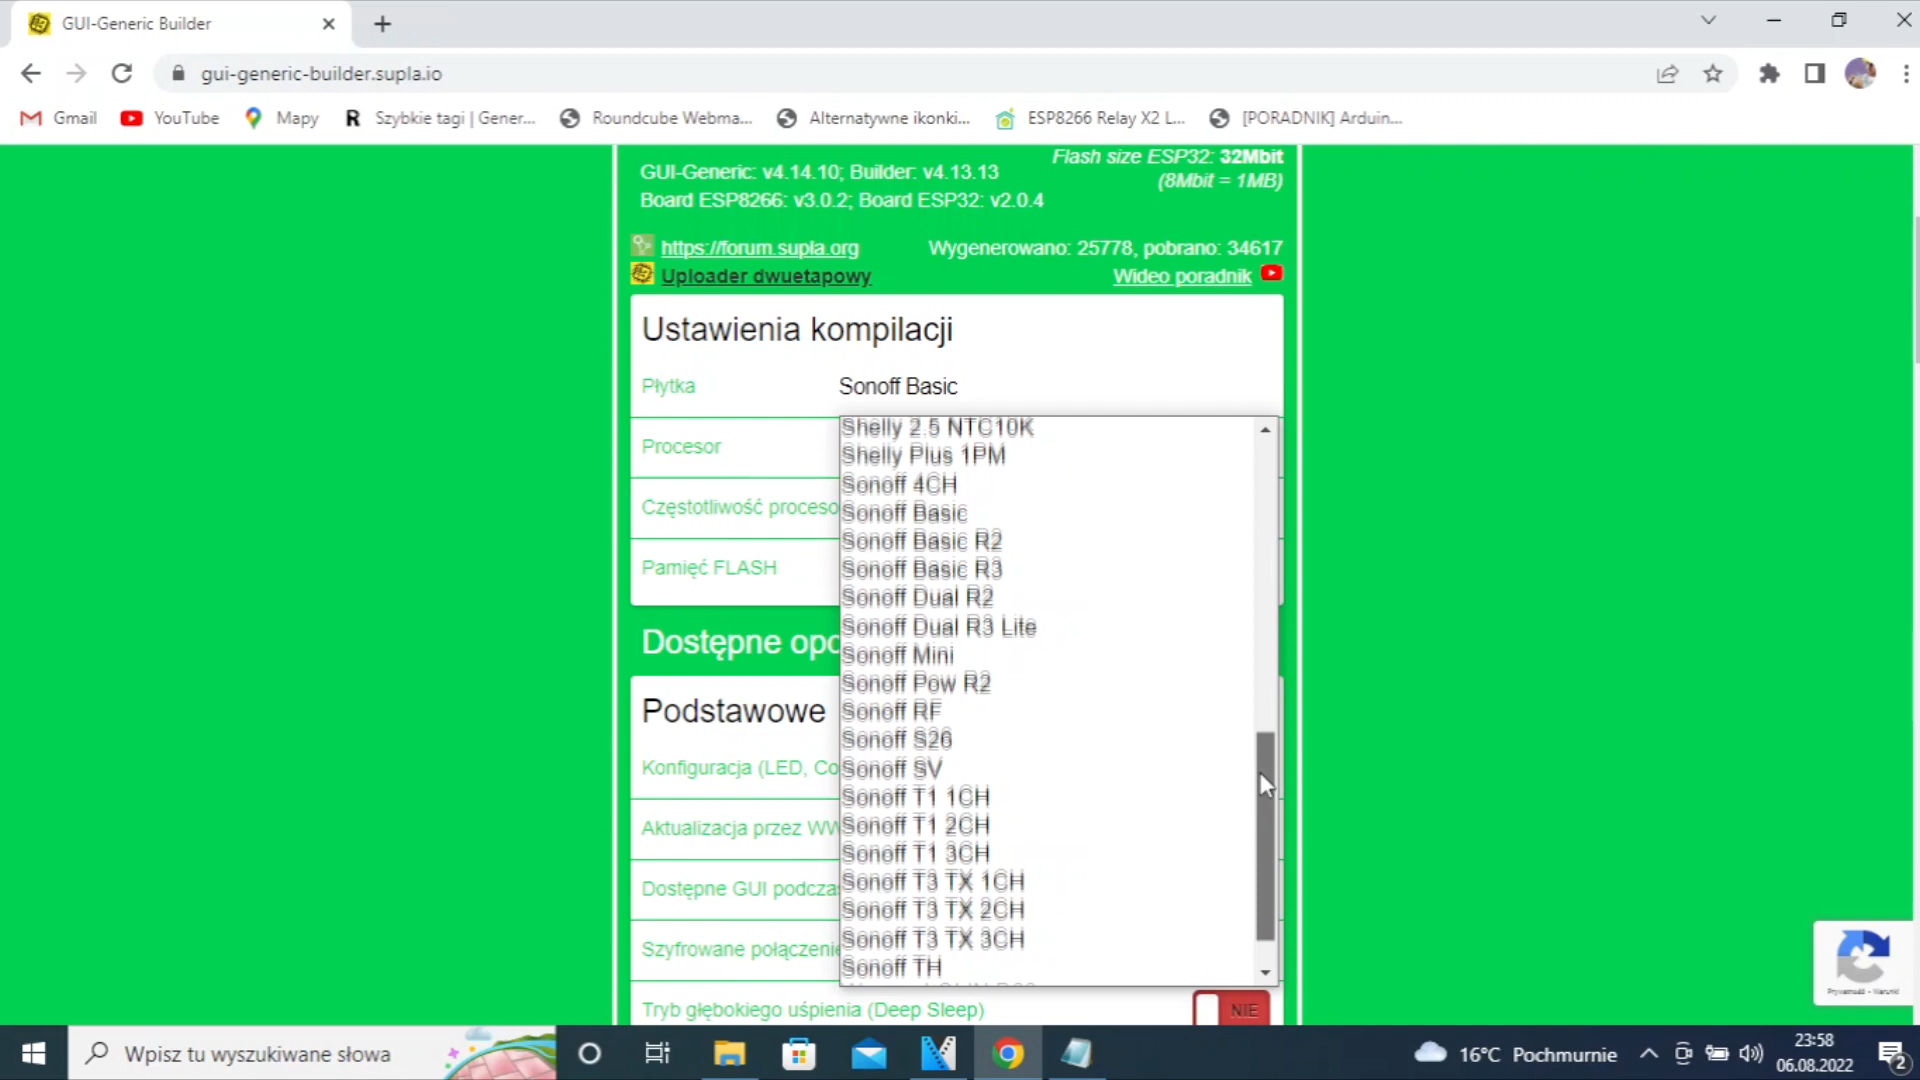 GUI-Generic Builder
gui-generic-builder.supla.io
Gmail YouTube Mapy Szybkie tagi | Gener... Roundcube Webma... Alternatywne ikonki... ESP8266 Relay X2 L... [PORADNIK] Arduin...
Flash size ESP32: 32Mbit
GUI-Generic: v4.14.10; Builder: v4.13.13
(8Mbit = 1MB)
Board ESP8266: v3.0.2; Board ESP32: v2.0.4
https://forum.supla.org Wygenerowano: 25778, pobrano: 34617
Uploader dwuetapowy Wideo poradnik
Ustawienia kompilacji
Płytka Sonoff Basic
Shelly 2.5 NTC10K
Procesor
Shelly Plus 1PM
Sonoff 4CH
Częstotliwość proceso
Sonoff Basic
Sonoff Basic R2
Pamięć FLASH
Sonoff Basic R3
Sonoff Dual R2
Sonoff Dual R3 Lite
Dostępne opc
Sonoff Mini
Sonoff Pow R2
Podstawowe
Sonoff RF
Sonoff S26
Konfiguracja (LED, Co
Sonoff SV
Sonoff T1 1CH
Aktualizacja przez WW
Sonoff T1 2CH
Sonoff T1 3CH
Dostępne GUI podcza
Sonoff T3 TX 1CH
Sonoff T3 TX 2CH
Szyfrowane połączeni
Sonoff T3 TX 3CH
Sonoff TH
Tryb głębokiego uśpienia (Deep Sleep) NIE
Prywatność - Warunki
Wpisz tu wyszukiwane słowa
16°C Pochmurnie
23:58
06.08.2022
2